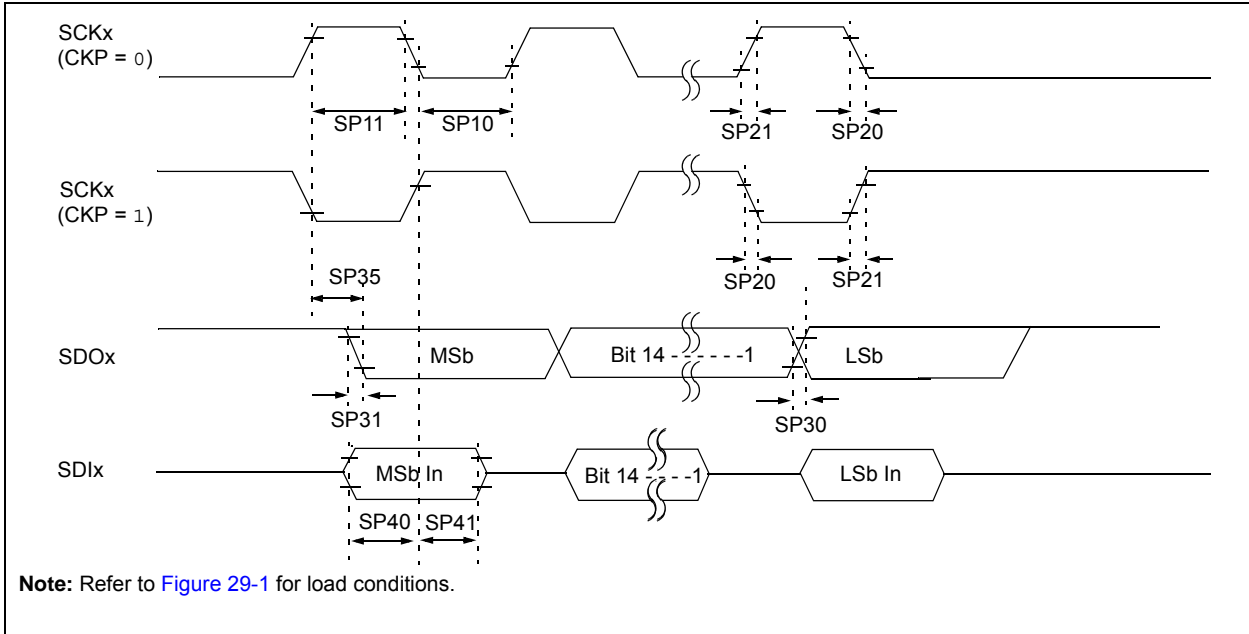 SCKx
(CKP = 0)
SP11
SP10
SP21
SP20
SCKx
(CKP = 1)
SP35
SP20
SP21
SDOx
MSb
Bit 14 - - - - - -1
LSb
SP31
SP30
SDIx
MSb In
Bit 14 - - - -1
LSb In
SP40
SP41
Note: Refer to Figure 29-1 for load conditions.